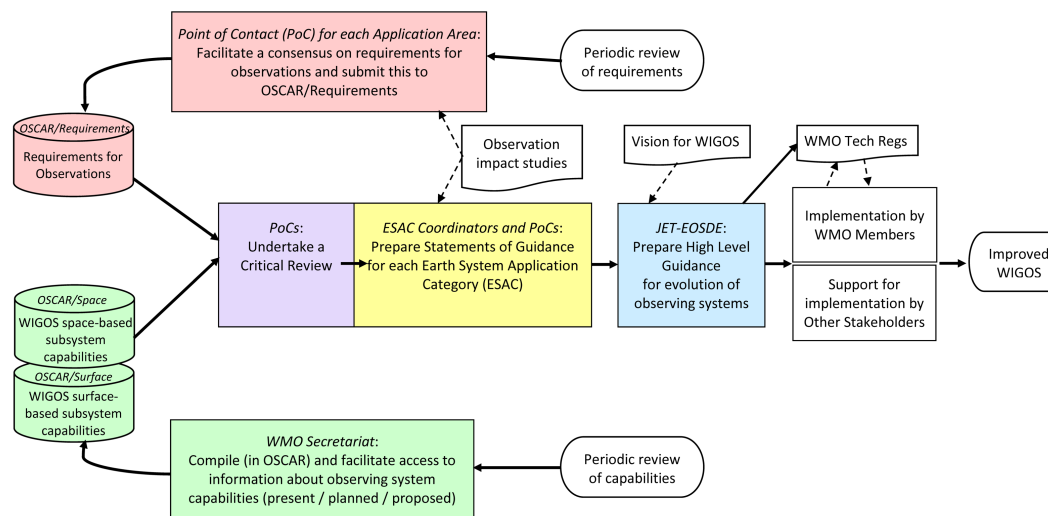 Point of Contact (PoC) for each Application Area:
Facilitate a consensus on requirements for
observations and submit this to
OSCAR/Requirements
Periodic review
of requirements
OSCAR/Requirements
Requirements for
Observations
Observation
impact studies
Vision for WIGOS
WMO Tech Regs
PoCs:
Undertake a
Critical Review
ESAC Coordinators and PoCs:
Prepare Statements of Guidance
for each Earth System Application
Category (ESAC)
JET-EOSDE:
Prepare High Level
Guidance
for evolution of
observing systems
Implementation by
WMO Members
Support for
implementation by
Other Stakeholders
Improved
WIGOS
OSCAR/Space
WIGOS space-based
subsystem
capabilities
OSCAR/Surface
WIGOS surface-
based subsystem
capabilities
WMO Secretariat:
Compile (in OSCAR) and facilitate access to
information about observing system
capabilities (present / planned / proposed)
Periodic review
of capabilities